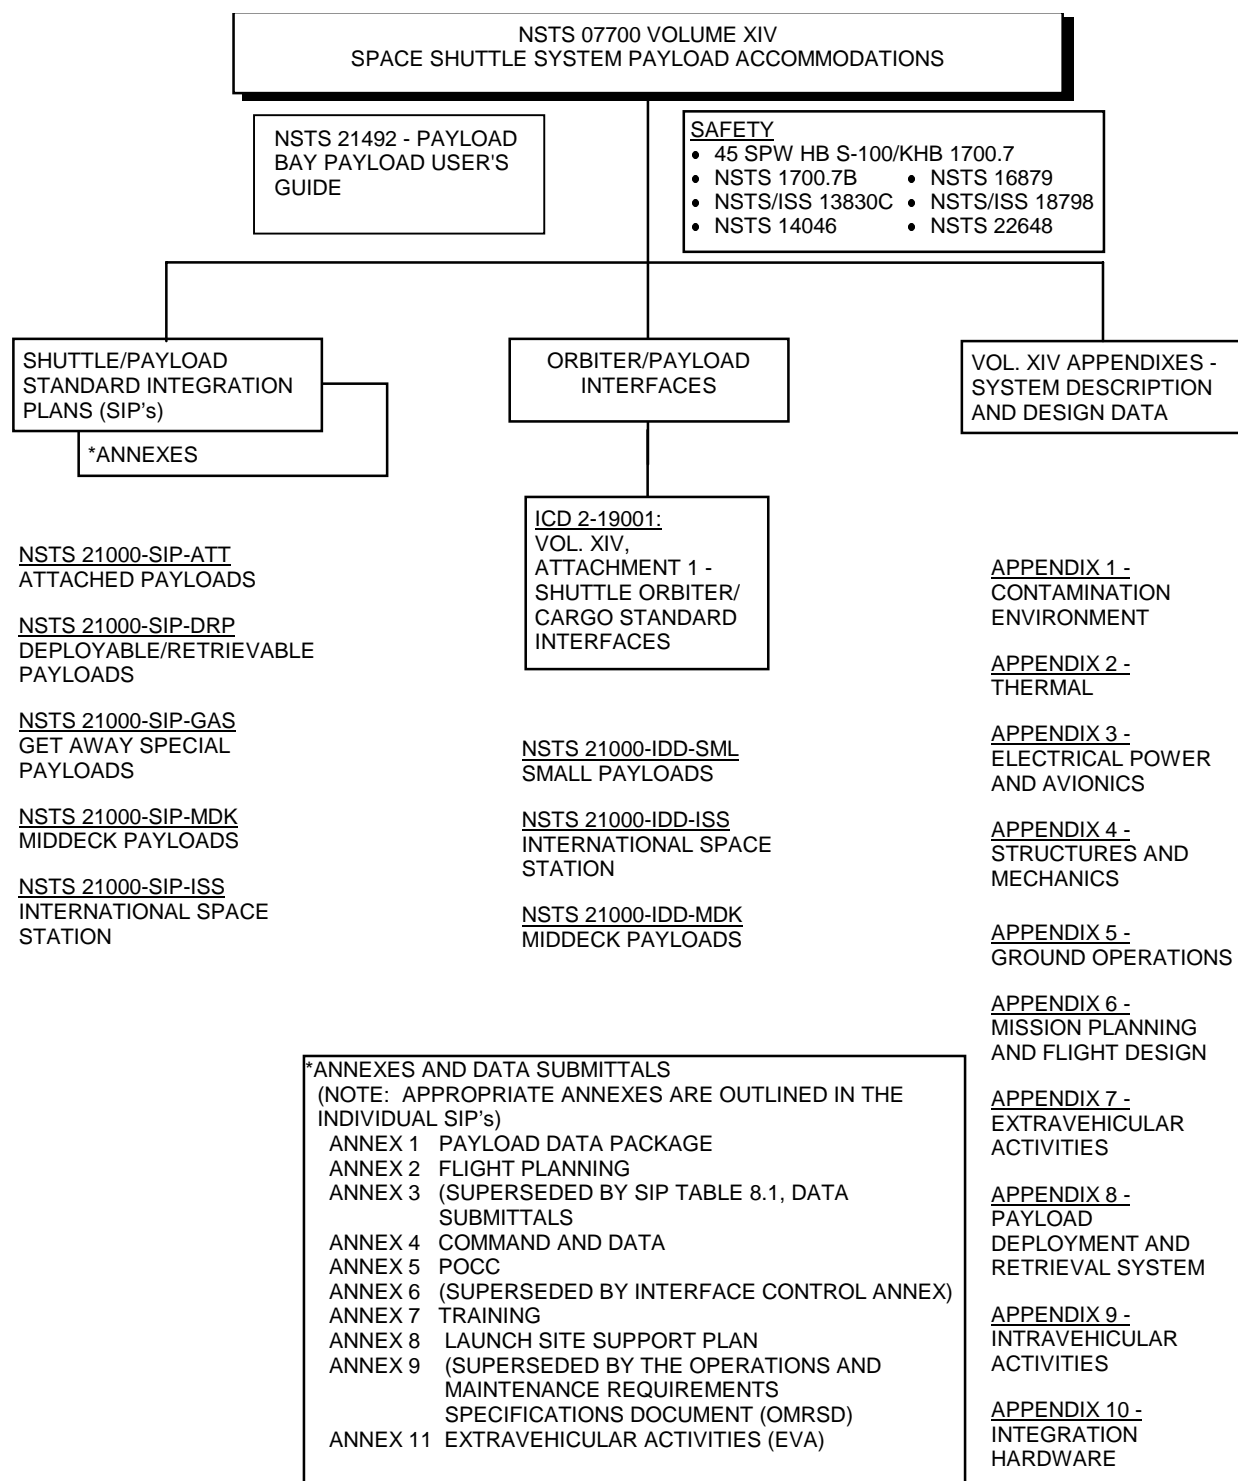 NSTS 07700 VOLUME XIV
SPACE SHUTTLE SYSTEM PAYLOAD ACCOMMODATIONS
NSTS 21492 - PAYLOAD
BAY PAYLOAD USER'S
GUIDE
SAFETY
• 45 SPW HB S-100/KHB 1700.7
• NSTS 1700.7B • NSTS 16879
• NSTS/ISS 13830C • NSTS/ISS 18798
• NSTS 14046 • NSTS 22648
SHUTTLE/PAYLOAD
STANDARD INTEGRATION
PLANS (SIP's)
*ANNEXES
NSTS 21000-SIP-ATT
ATTACHED PAYLOADS
NSTS 21000-SIP-DRP
DEPLOYABLE/RETRIEVABLE
PAYLOADS
NSTS 21000-SIP-GAS
GET AWAY SPECIAL
PAYLOADS
NSTS 21000-SIP-MDK
MIDDECK PAYLOADS
NSTS 21000-SIP-ISS
INTERNATIONAL SPACE
STATION
ORBITER/PAYLOAD
INTERFACES
ICD 2-19001:
VOL. XIV,
ATTACHMENT 1 -
SHUTTLE ORBITER/
CARGO STANDARD
INTERFACES
NSTS 21000-IDD-SML
SMALL PAYLOADS
NSTS 21000-IDD-ISS
INTERNATIONAL SPACE
STATION
NSTS 21000-IDD-MDK
MIDDECK PAYLOADS
VOL. XIV APPENDIXES -
SYSTEM DESCRIPTION
AND DESIGN DATA
APPENDIX 1 -
CONTAMINATION
ENVIRONMENT
APPENDIX 2 -
THERMAL
APPENDIX 3 -
ELECTRICAL POWER
AND AVIONICS
APPENDIX 4 -
STRUCTURES AND
MECHANICS
APPENDIX 5 -
GROUND OPERATIONS
APPENDIX 6 -
MISSION PLANNING
AND FLIGHT DESIGN
APPENDIX 7 -
EXTRAVEHICULAR
ACTIVITIES
APPENDIX 8 -
PAYLOAD
DEPLOYMENT AND
RETRIEVAL SYSTEM
APPENDIX 9 -
INTRAVEHICULAR
ACTIVITIES
APPENDIX 10 -
INTEGRATION
HARDWARE
*ANNEXES AND DATA SUBMITTALS
(NOTE: APPROPRIATE ANNEXES ARE OUTLINED IN THE
INDIVIDUAL SIP's)
ANNEX 1 PAYLOAD DATA PACKAGE
ANNEX 2 FLIGHT PLANNING
ANNEX 3 (SUPERSEDED BY SIP TABLE 8.1, DATA
SUBMITTALS
ANNEX 4 COMMAND AND DATA
ANNEX 5 POCC
ANNEX 6 (SUPERSEDED BY INTERFACE CONTROL ANNEX)
ANNEX 7 TRAINING
ANNEX 8 LAUNCH SITE SUPPORT PLAN
ANNEX 9 (SUPERSEDED BY THE OPERATIONS AND
MAINTENANCE REQUIREMENTS
SPECIFICATIONS DOCUMENT (OMRSD)
ANNEX 11 EXTRAVEHICULAR ACTIVITIES (EVA)